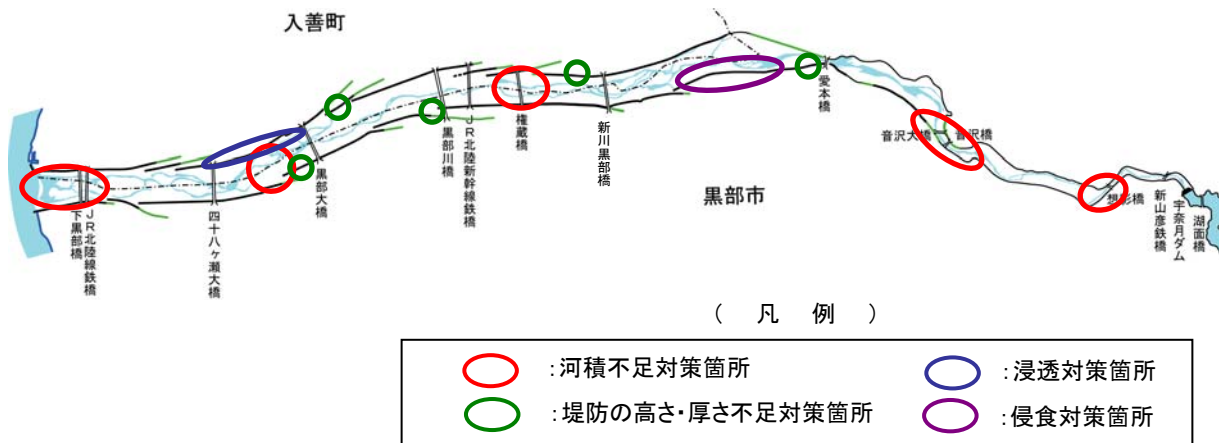 入善町
黒部市
下黒部橋
JR北陸線鉄橋
四十八ヶ瀬大橋
黒部大橋
黒部川橋
JR北陸新幹線鉄橋
権蔵橋
新川黒部橋
愛本橋
音沢大橋
音沢橋
想影橋
新山彦鉄橋
宇奈月ダム
湖面橋
（ 凡 例 ）
：河積不足対策箇所
：浸透対策箇所
：堤防の高さ・厚さ不足対策箇所
：侵食対策箇所